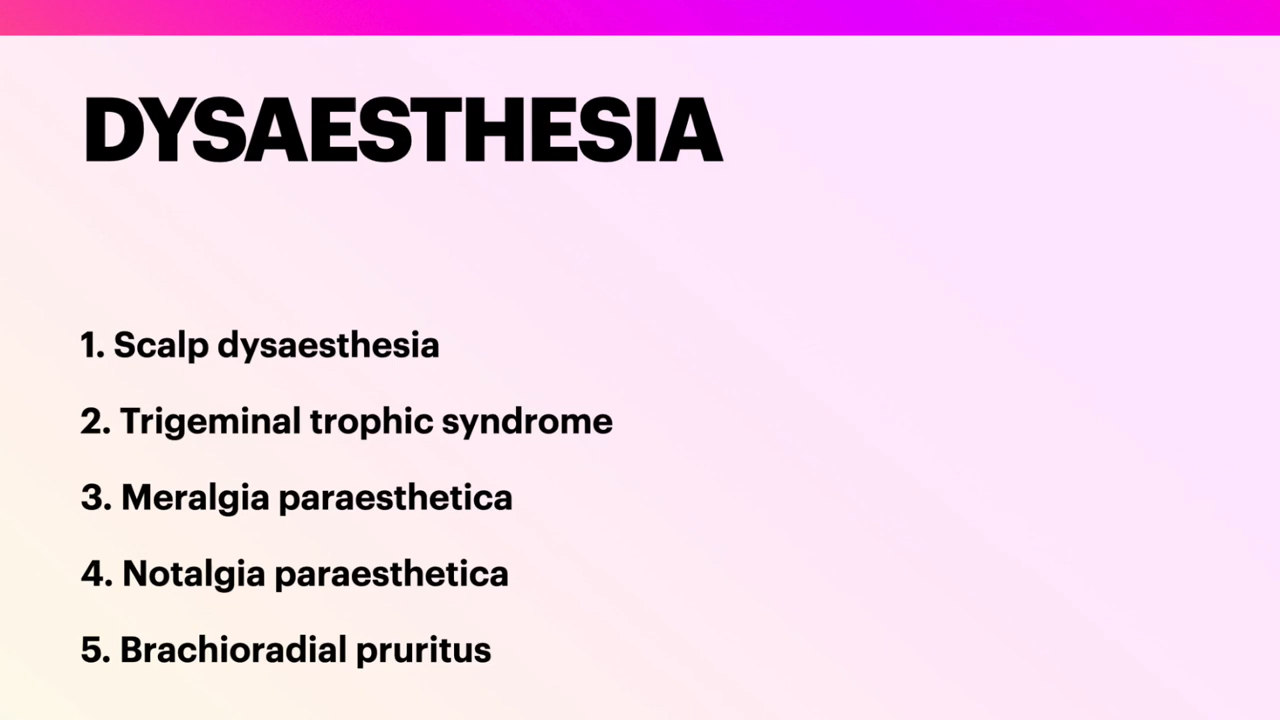 DYSAESTHESIA
1. Scalp dysaesthesia
2. Trigeminal trophic syndrome
3. Meralgia paraesthetica
4. Notalgia paraesthetica
5. Brachioradial pruritus